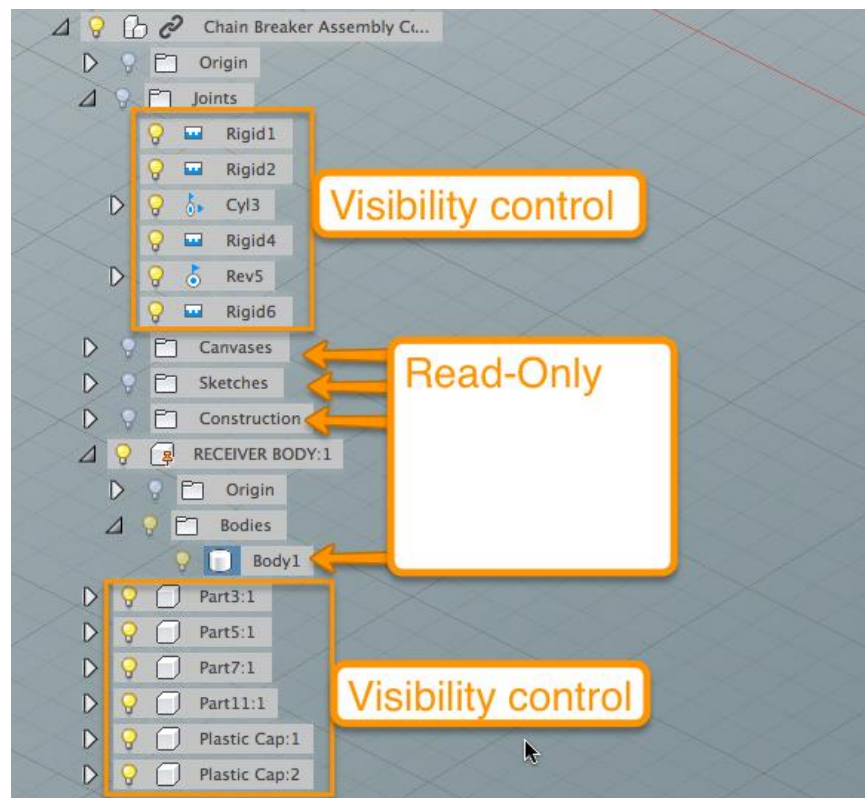 Chain Breaker Assembly Co...
Origin
Joints
Rigid1
Rigid2
Cyl3
Visibility control
Rigid4
Rev5
Rigid6
Canvases
Read-Only
Sketches
Construction
RECEIVER BODY:1
Origin
Bodies
Body1
Part3:1
Part5:1
Part7:1
Visibility control
Part11:1
Plastic Cap:1
Plastic Cap:2